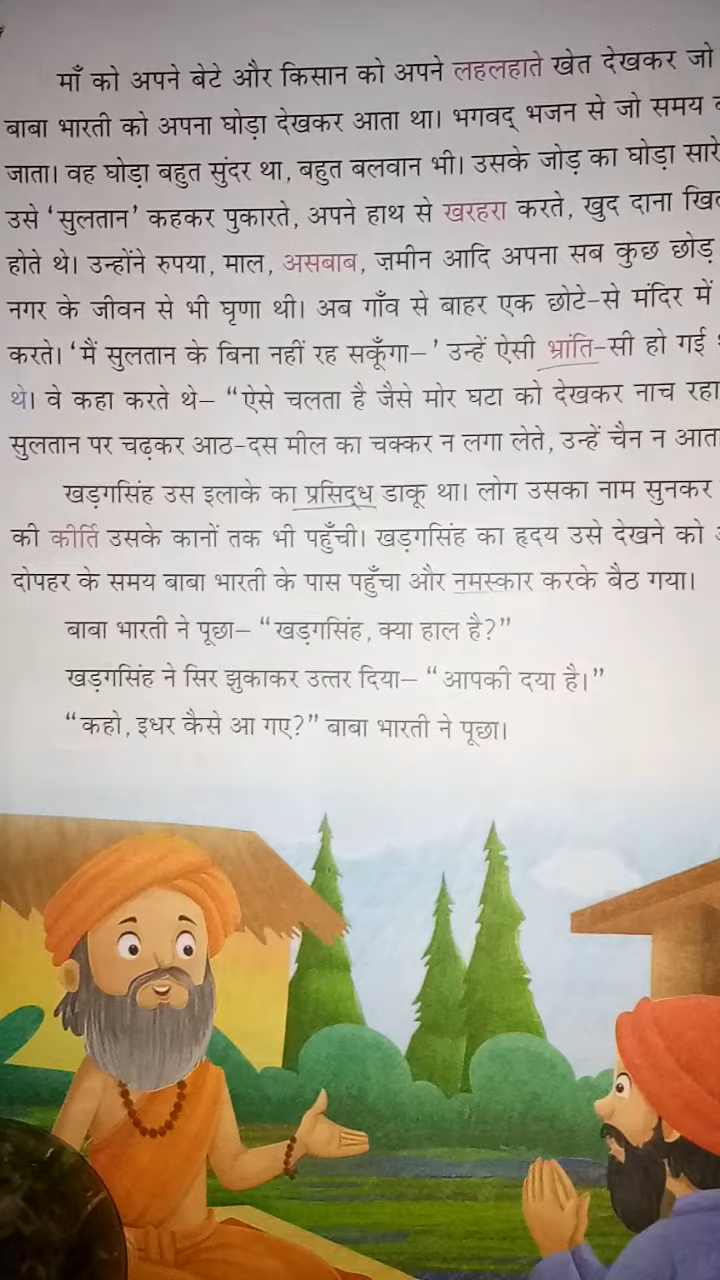 माँ को अपने बेटे और किसान को अपने लहलहाते खेत देखकर जो
बाबा भारती को अपना घोड़ा देखकर आता था। भगवद् भजन से जो समय
जाता। वह घोड़ा बहुत सुंदर था, बहुत बलवान भी। उसके जोड़ का घोड़ा सारे
उसे ‘सुलतान’ कहकर पुकारते, अपने हाथ से खरहरा करते, खुद दाना
होते थे। उन्होंने रुपया, माल, असबाब, ज़मीन आदि अपना सब कुछ छोड़
नगर के जीवन से भी घृणा थी। अब गाँव से बाहर एक छोटे-से मंदिर में
करते। ‘मैं सुलतान के बिना नहीं रह सकूँगा–’ उन्हें ऐसी भ्रांति-सी हो गई
थे। वे कहा करते थे– “ऐसे चलता है जैसे मोर घटा को देखकर नाच रहा
सुलतान पर चढ़कर आठ-दस मील का चक्कर न लगा लेते, उन्हें चैन न आता
खड़गसिंह उस इलाके का प्रसिद्ध डाकू था। लोग उसका नाम सुनकर
की कीर्ति उसके कानों तक भी पहुँची। खड़गसिंह का हृदय उसे देखने को
दोपहर के समय बाबा भारती के पास पहुँचा और नमस्कार करके बैठ गया।
बाबा भारती ने पूछा– “खड़गसिंह, क्या हाल है?”
खड़गसिंह ने सिर झुकाकर उत्तर दिया– “आपकी दया है।”
“कहो, इधर कैसे आ गए?” बाबा भारती ने पूछा।